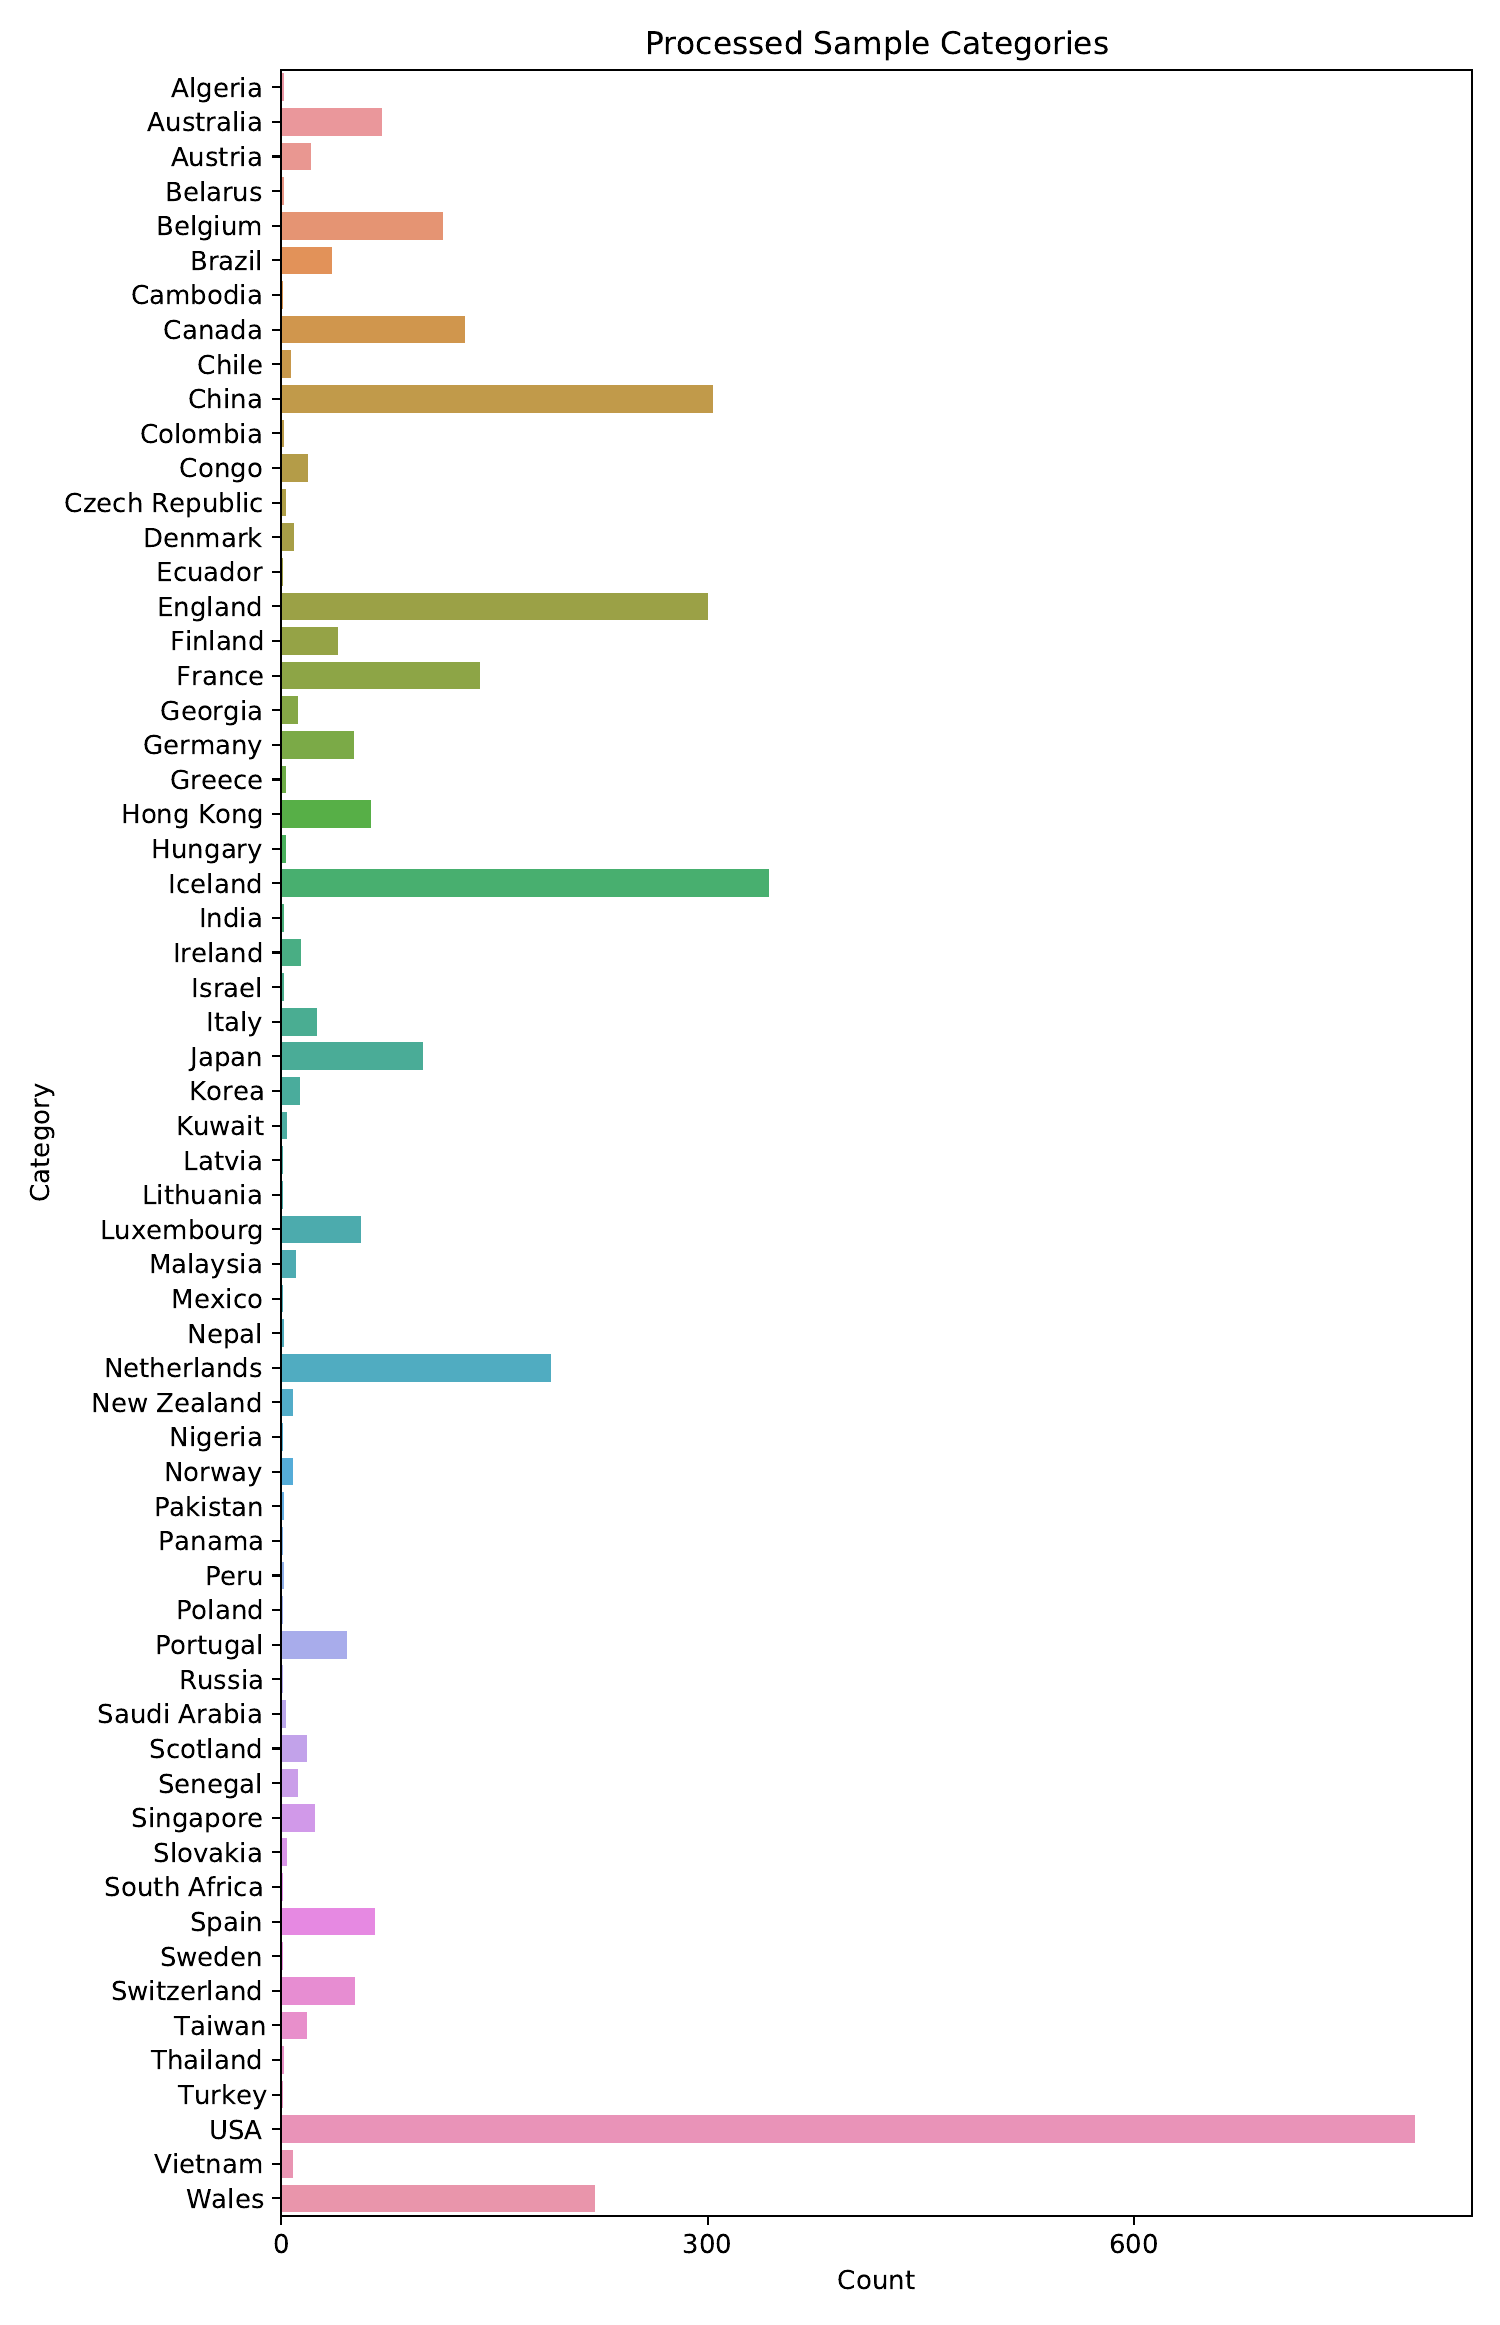 Processed Sample Categories
Algeria
Australia
Austria
Belarus
Belgium
Brazil
Cambodia
Canada
Chile
China
Colombia
Congo
Czech Republic
Denmark
Ecuador
England
Finland
France
Georgia
Germany
Greece
Hong Kong
Hungary
Iceland
India
Ireland
Israel
Italy
Japan
Korea
Kuwait
Latvia
Lithuania
Luxembourg
Malaysia
Mexico
Nepal
Netherlands
New Zealand
Nigeria
Norway
Pakistan
Panama
Peru
Poland
Portugal
Russia
Saudi Arabia
Scotland
Senegal
Singapore
Slovakia
South Africa
Spain
Sweden
Switzerland
Taiwan
Thailand
Turkey
USA
Vietnam
Wales
Category
0 300 600
Count